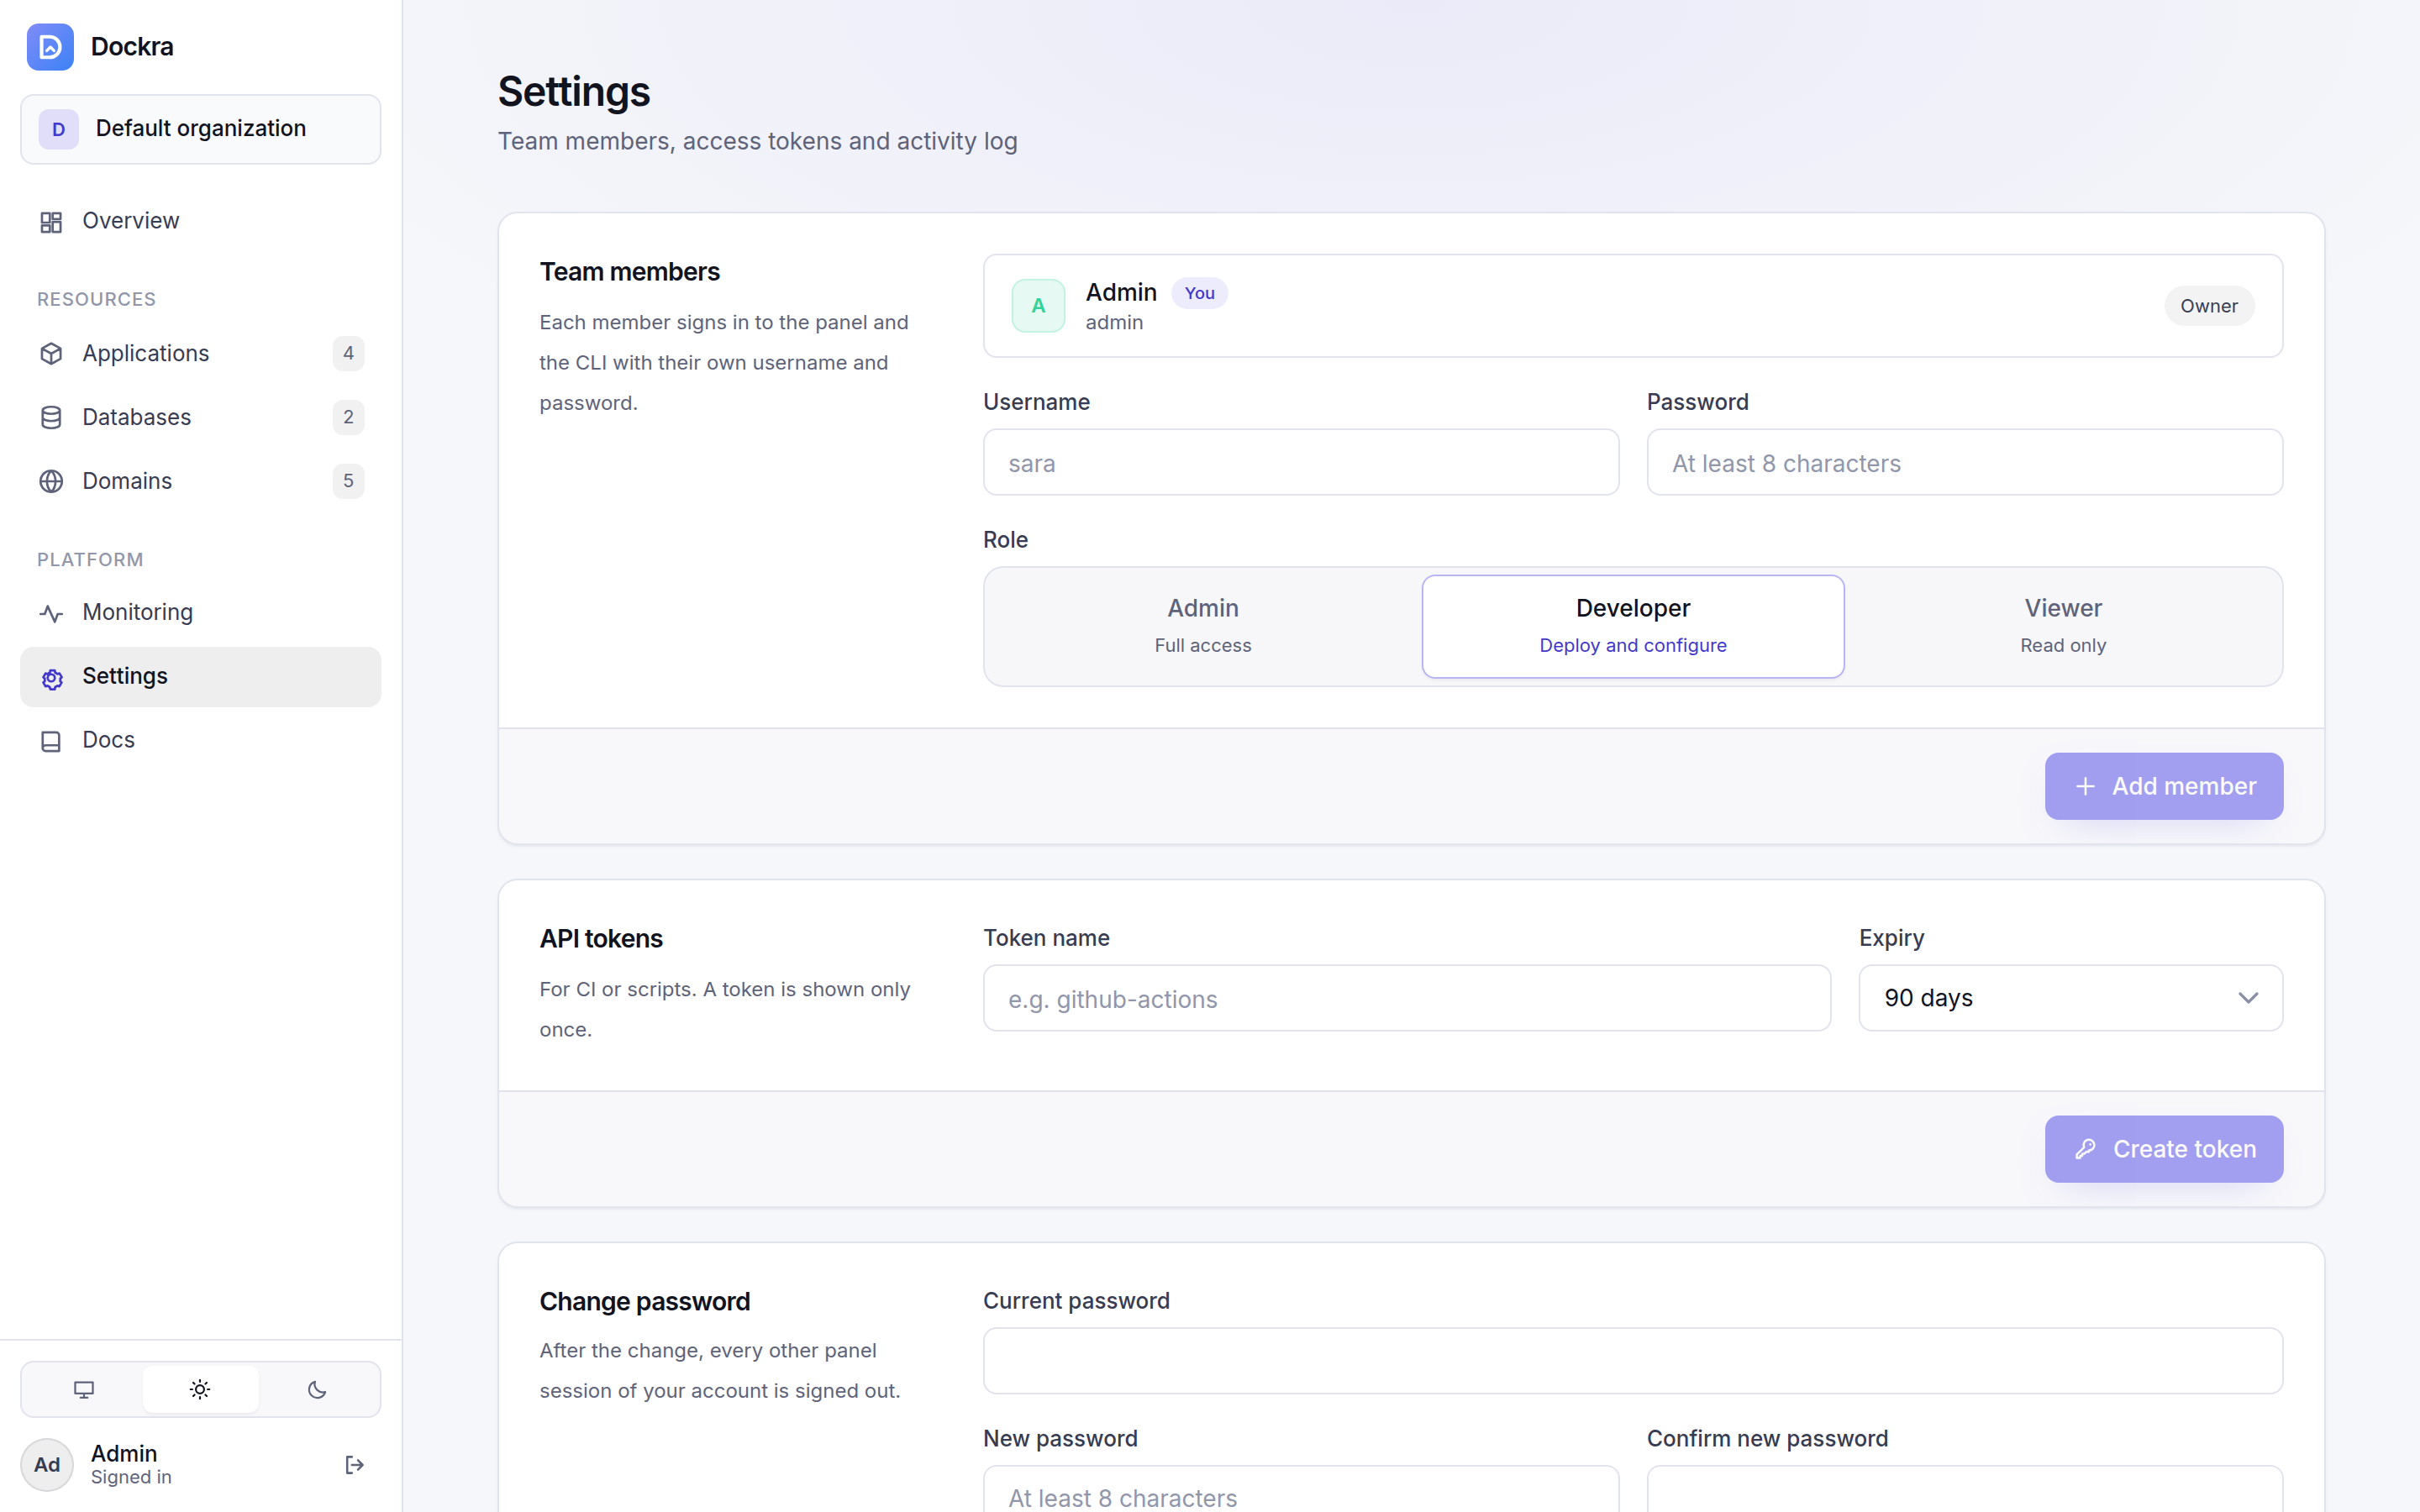 Dockra
D Default organization
Overview
RESOURCES
Applications 4
Databases 2
Domains 5
PLATFORM
Monitoring
Settings
Docs
Ad Admin
Signed in
Settings
Team members, access tokens and activity log
Team members
Each member signs in to the panel and
the CLI with their own username and
password.
A Admin You
admin
Owner
Username
sara
Password
At least 8 characters
Role
Admin
Full access
Developer
Deploy and configure
Viewer
Read only
Add member
API tokens
For CI or scripts. A token is shown only
once.
Token name
e.g. github-actions
Expiry
90 days
Create token
Change password
After the change, every other panel
session of your account is signed out.
Current password
New password
At least 8 characters
Confirm new password